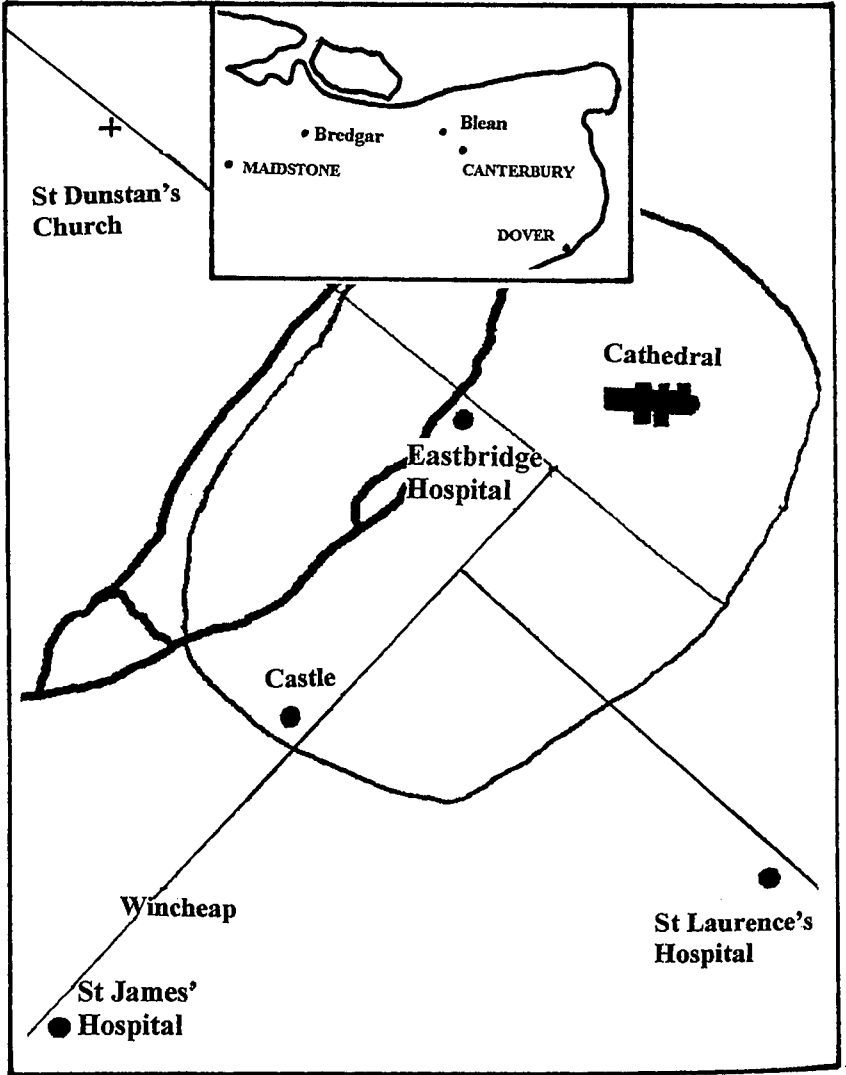 Bredgar
Blean
MAIDSTONE
CANTERBURY
DOVER
St Dunstan's
Church
Cathedral
Eastbridge
Hospital
Castle
Wincheap
St Laurence's
Hospital
St James'
Hospital